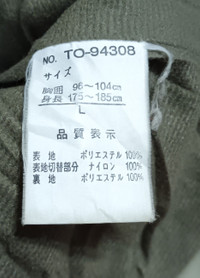 NO. TO-94308
サイズ
胸囲 96～104cm
身長 175～185cm
L
品質表示
表地 ポリエステル 100%
表地切替部分 ナイロン 100%
裏地 ポリエステル 100%